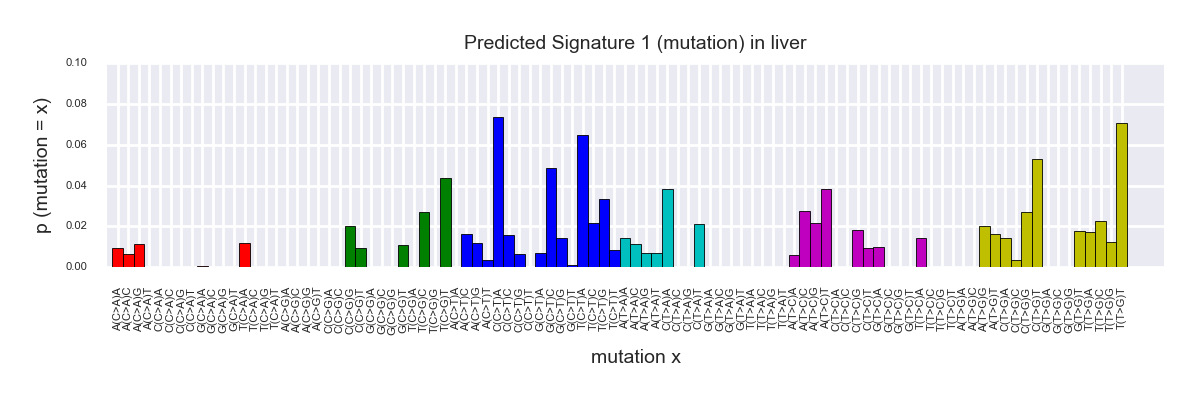 Predicted Signature 1 (mutation) in liver
p (mutation = x)
0.10
0.08
0.06
0.04
0.02
0.00
A(C>A)A
A(C>A)C
A(C>A)G
A(C>A)T
C(C>A)A
C(C>A)C
C(C>A)G
C(C>A)T
G(C>A)A
G(C>A)C
G(C>A)G
G(C>A)T
T(C>A)A
T(C>A)C
T(C>A)G
T(C>A)T
A(C>G)A
A(C>G)C
A(C>G)G
A(C>G)T
C(C>G)A
C(C>G)C
C(C>G)G
C(C>G)T
G(C>G)A
G(C>G)C
G(C>G)G
G(C>G)T
T(C>G)A
T(C>G)C
T(C>G)G
T(C>G)T
A(C>T)A
A(C>T)C
A(C>T)G
A(C>T)T
C(C>T)A
C(C>T)C
C(C>T)G
C(C>T)T
G(C>T)A
G(C>T)C
G(C>T)G
G(C>T)T
T(C>T)A
T(C>T)C
T(C>T)G
T(C>T)T
A(T>A)A
A(T>A)C
A(T>A)G
A(T>A)T
C(T>A)A
C(T>A)C
C(T>A)G
C(T>A)T
G(T>A)A
G(T>A)C
G(T>A)G
G(T>A)T
T(T>A)A
T(T>A)C
T(T>A)G
T(T>A)T
A(T>C)A
A(T>C)C
A(T>C)G
A(T>C)T
C(T>C)A
C(T>C)C
C(T>C)G
C(T>C)T
G(T>C)A
G(T>C)C
G(T>C)G
G(T>C)T
T(T>C)A
T(T>C)C
T(T>C)G
T(T>C)T
A(T>G)A
A(T>G)C
A(T>G)G
A(T>G)T
C(T>G)A
C(T>G)C
C(T>G)G
C(T>G)T
G(T>G)A
G(T>G)C
G(T>G)G
G(T>G)T
T(T>G)A
T(T>G)C
T(T>G)G
T(T>G)T
mutation x